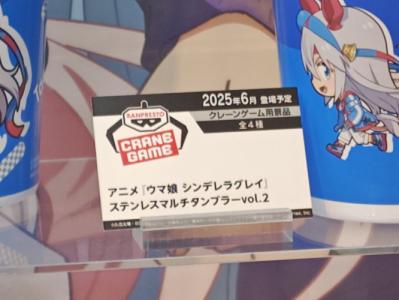 2025年6月 登場予定
クレーンゲーム用景品
全4種
BANPRESTO
CRANE
GAME
アニメ『ウマ娘 シンデレラグレイ』
ステンレスマルチタンブラーvol.2